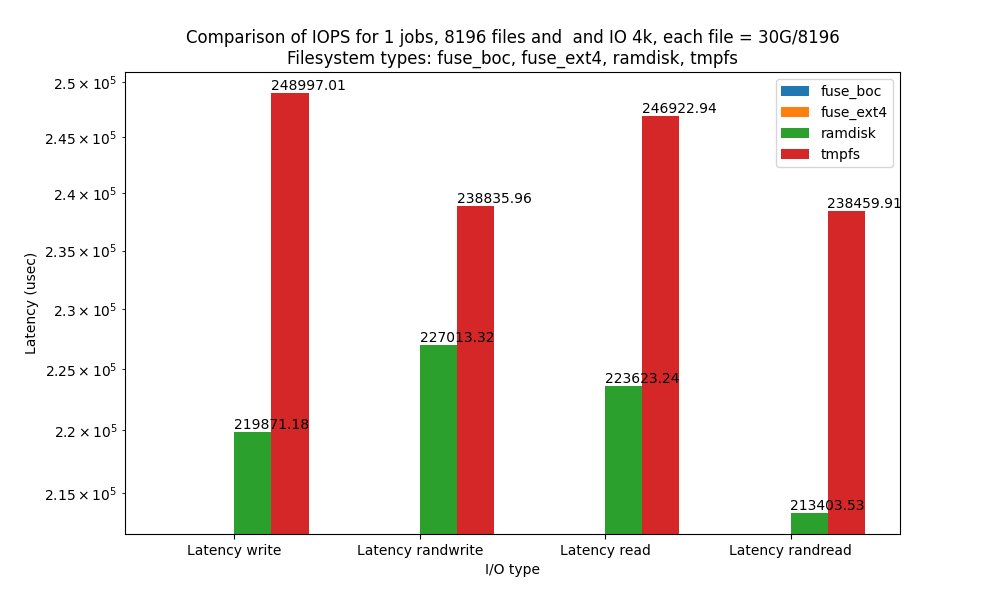 Comparison of IOPS for 1 jobs, 8196 files and  and IO 4k, each file = 30G/8196
Filesystem types: fuse_boc, fuse_ext4, ramdisk, tmpfs
2.5 × 10⁵
248997.01
fuse_boc
fuse_ext4
ramdisk
tmpfs
246922.94
2.45 × 10⁵
238835.96
238459.91
2.4 × 10⁵
2.35 × 10⁵
2.3 × 10⁵
227013.32
2.25 × 10⁵
223623.24
2.2 × 10⁵
219871.18
2.15 × 10⁵
213403.53
Latency (usec)
Latency write
Latency randwrite
Latency read
Latency randread
I/O type